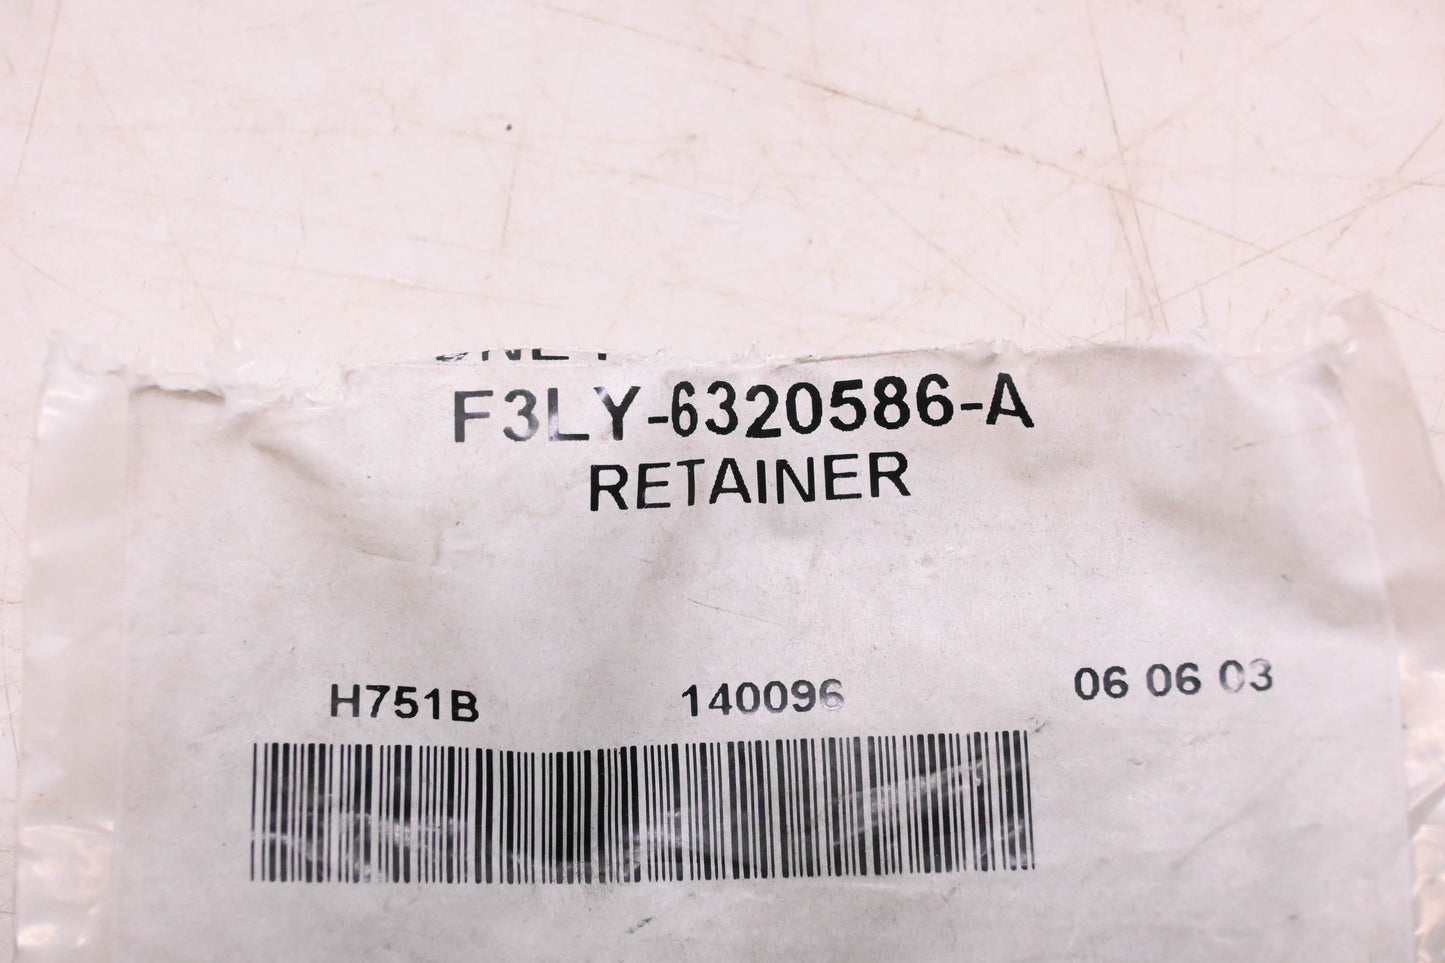 F3LY-6320586-A
RETAINER
H751B 140096 06 06 03